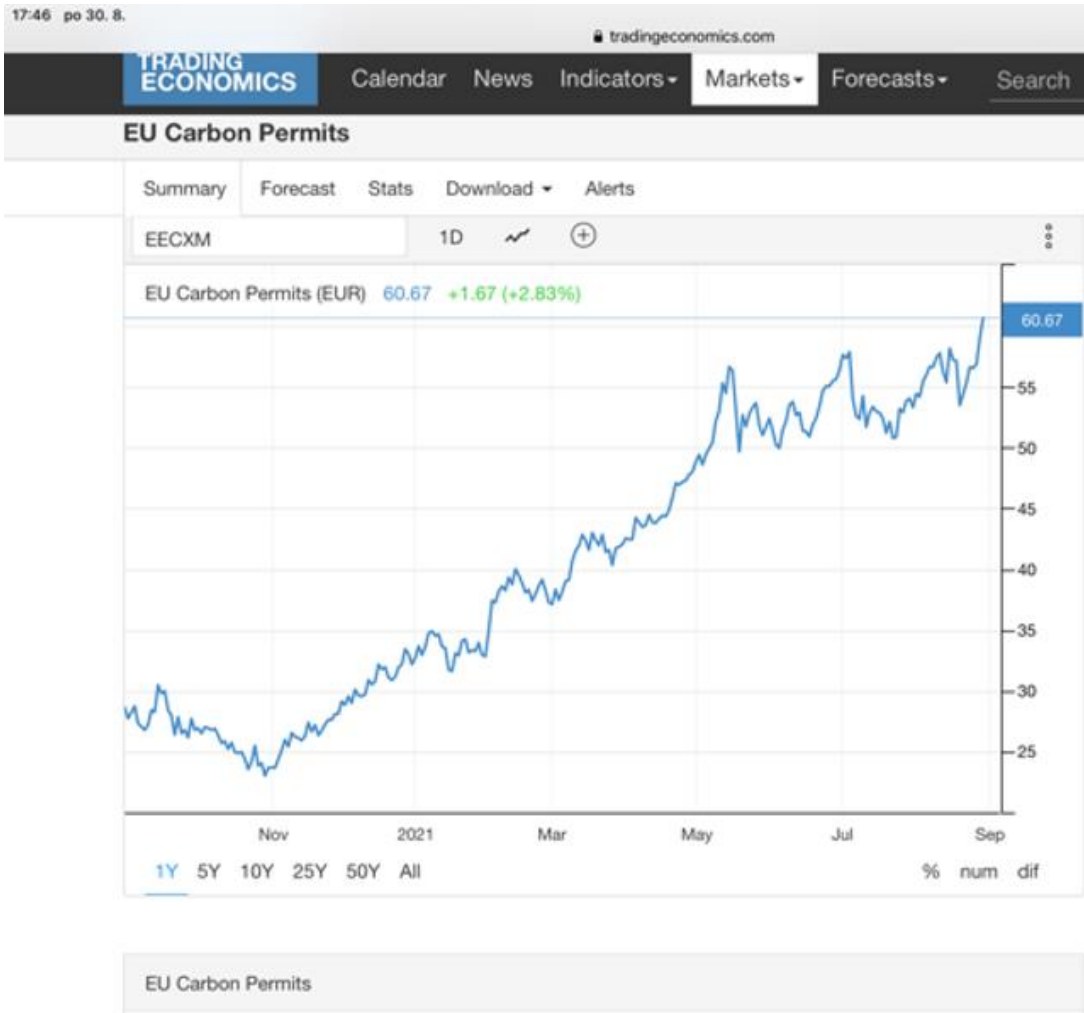 17:46 po 30. 8.
tradingeconomics.com
TRADING
ECONOMICS
Calendar News Indicators Markets Forecasts Search
EU Carbon Permits
Summary Forecast Stats Download Alerts
EECXM 1D
EU Carbon Permits (EUR) 60.67 +1.67 (+2.83%)
60.67
55
50
45
40
35
30
25
Nov 2021 Mar May Jul Sep
1Y 5Y 10Y 25Y 50Y All % num dif
EU Carbon Permits